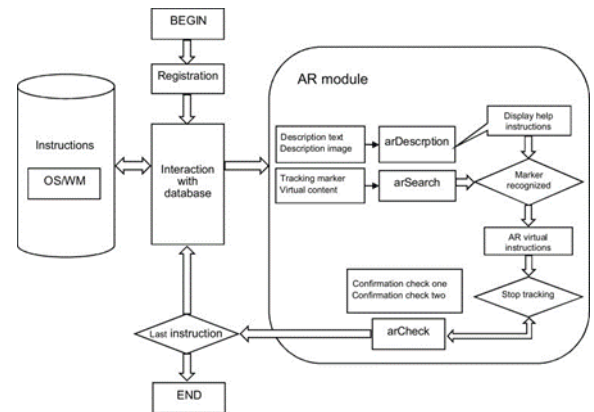 BEGIN
Registration
AR module
Instructions
OS/WM
Interaction
with
database
Description text
Description image
arDescrption
Display help
instructions
Tracking marker
Virtual content
arSearch
Marker
recognized
AR virtual
instructions
Confirmation check one
Confirmation check two
Stop tracking
arCheck
Last instruction
END